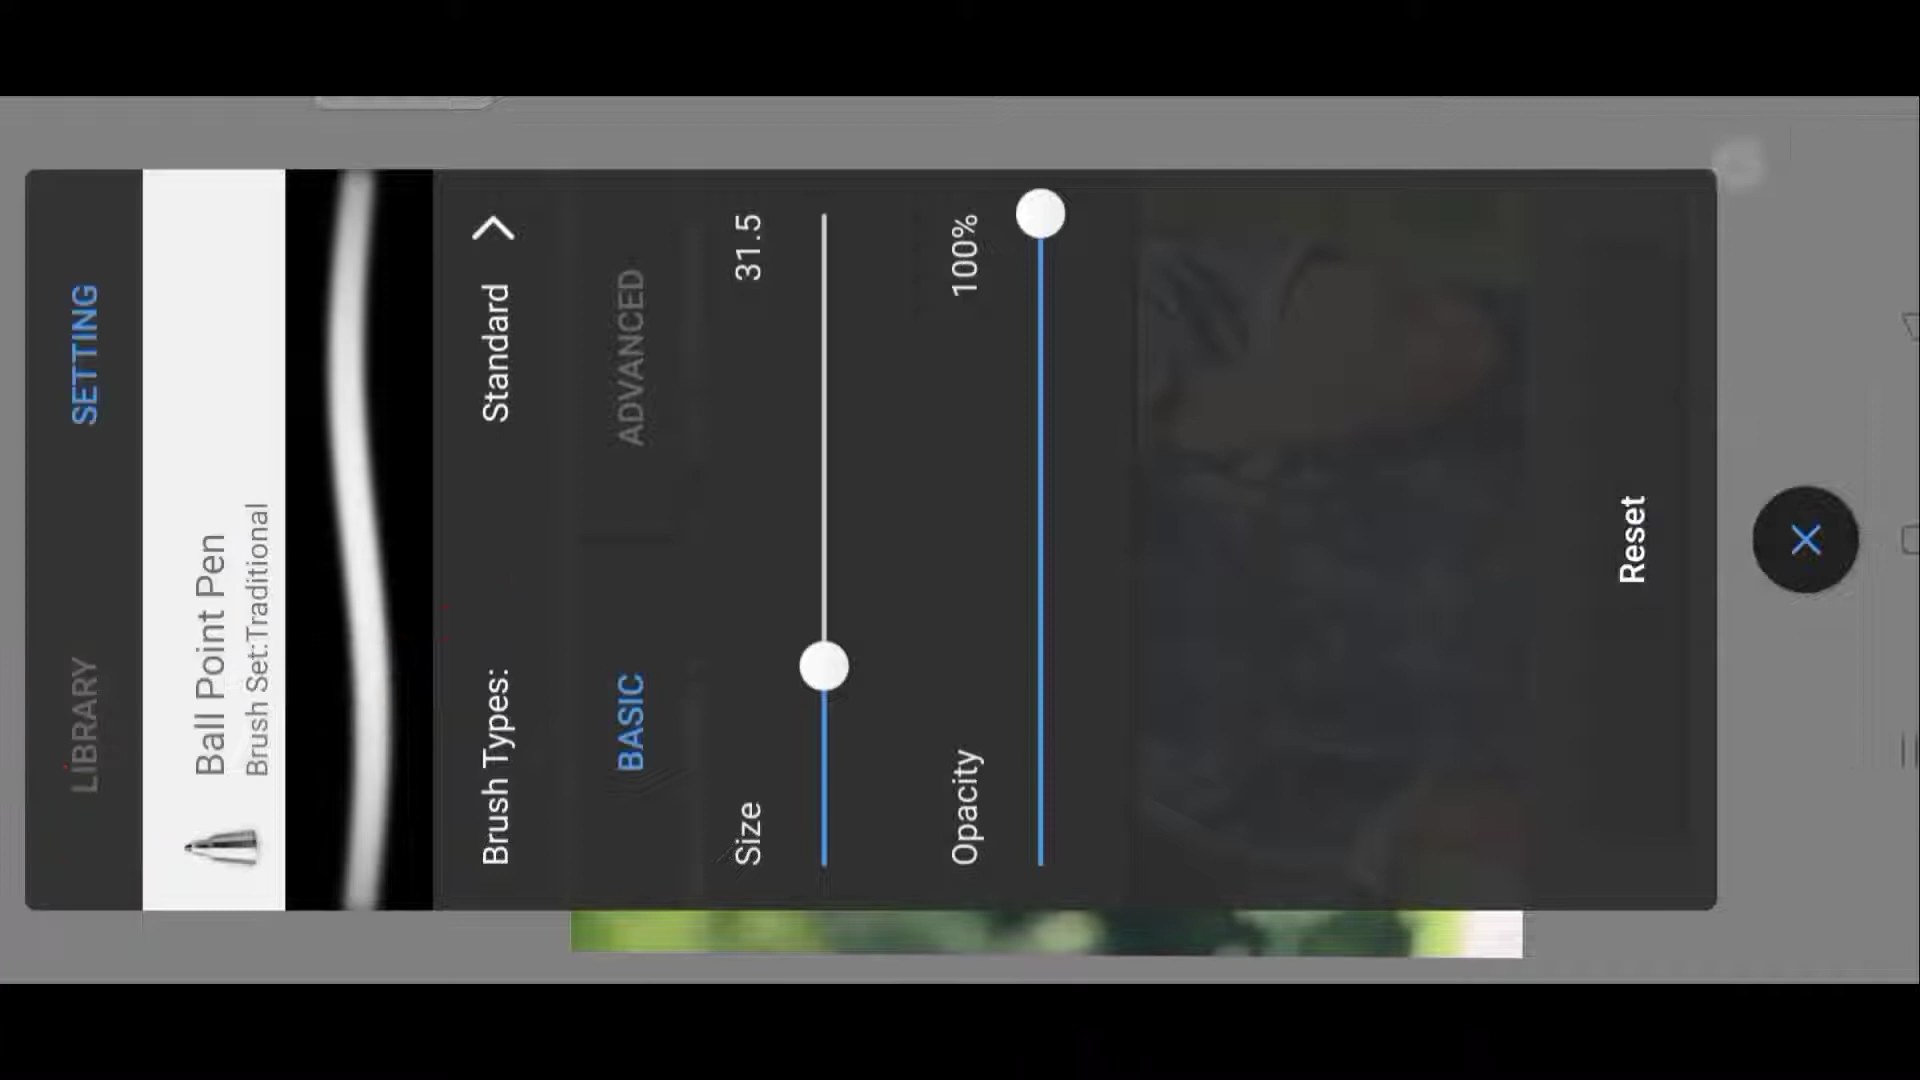 LIBRARY SETTING
Ball Point Pen
Brush Set:Traditional
Brush Types: Standard
BASIC ADVANCED
Size 31.5
Opacity 100%
Reset